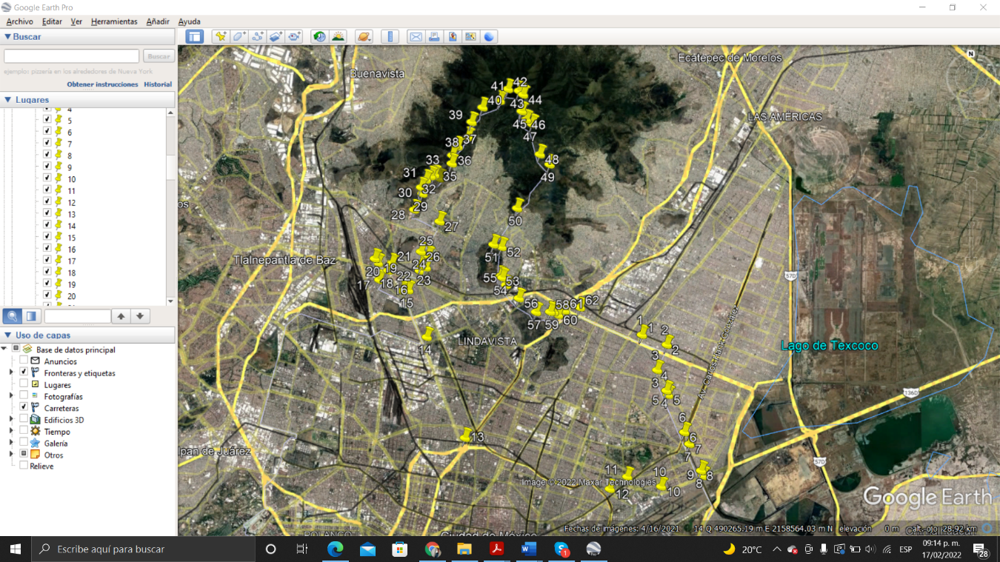 Google Earth Pro
Archivo Editar Ver Herramientas Añadir Ayuda
Buscar
Buscar
ejemplo: pizzería en los alrededores de Nueva York
Obtener instrucciones Historial
Lugares
4
5
6
7
8
9
10
11
12
13
14
15
16
17
18
19
20
Uso de capas
Base de datos principal
Anuncios
Fronteras y etiquetas
Lugares
Fotografías
Carreteras
Edificios 3D
Tiempo
Galería
Otros
Relieve
N
Ecatepec de Morelos
Buenavista
42
41
40
44
43
LAS AMERICAS
39
45 46
47
38 37
33 36
48
31 35
49
32
30
29
28
50
27
25
52
51
21 26
Tlalnepantla de Baz
24
20 19
22 23
55 53
57D
17 18
16
54
15
56 58 61 62
57 59 60
1 1 2
LINDAVISTA
14
2
Lago de Texcoco
3
4
3
Av. Carlos Hank González
136D
5 4 5
6
6
13
7
7
lpan de Juárez
57D
11 10 9 8
Image © 2022 Maxar Technologies
8
12 10
Google Earth
POLANCO
Ciudad de México
Fechas de imágenes: 4/16/2021 14 Q 490265.19 m E 2158564.03 m N elevación 0 m alt. ojo 28.92 km
Escribe aquí para buscar
1
20°C
ESP
09:14 p. m.
17/02/2022
28